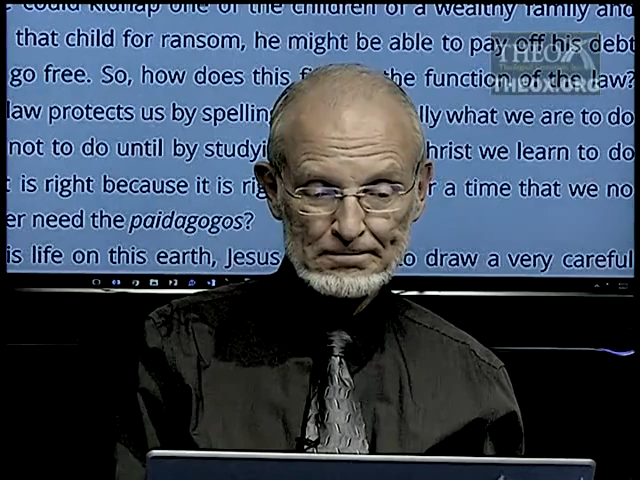 could kidnap one of the children of a wealthy family and
that child for ransom, he might be able to pay off his debt
go free. So, how does this the function of the law?
law protects us by spelling lly what we are to do
not to do until by studyi hrist we learn to do
t is right because it is rig r a time that we no
er need the paidagogos?
is life on this earth, Jesus o draw a very careful
THEOX
THEOX.ORG